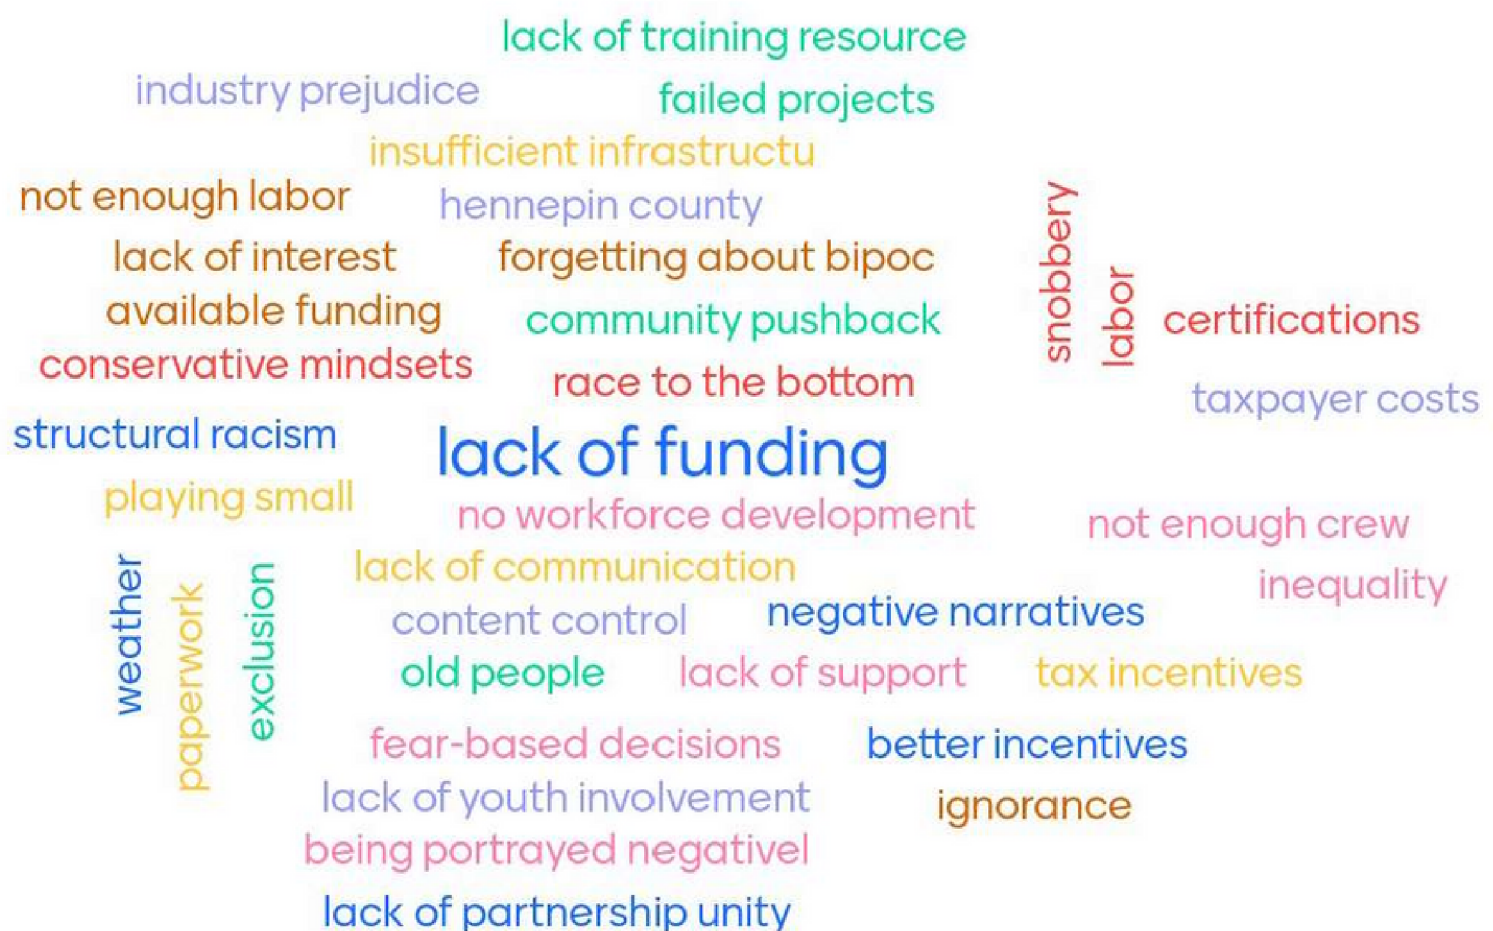 lack of training resource
industry prejudice
failed projects
insufficient infrastructu
not enough labor
hennepin county
snobbery
lack of interest
forgetting about bipoc
labor
available funding
community pushback
certifications
conservative mindsets
race to the bottom
taxpayer costs
structural racism
lack of funding
playing small
no workforce development
not enough crew
weather
paperwork
exclusion
lack of communication
inequality
content control
negative narratives
old people
lack of support
tax incentives
fear-based decisions
better incentives
lack of youth involvement
ignorance
being portrayed negativel
lack of partnership unity